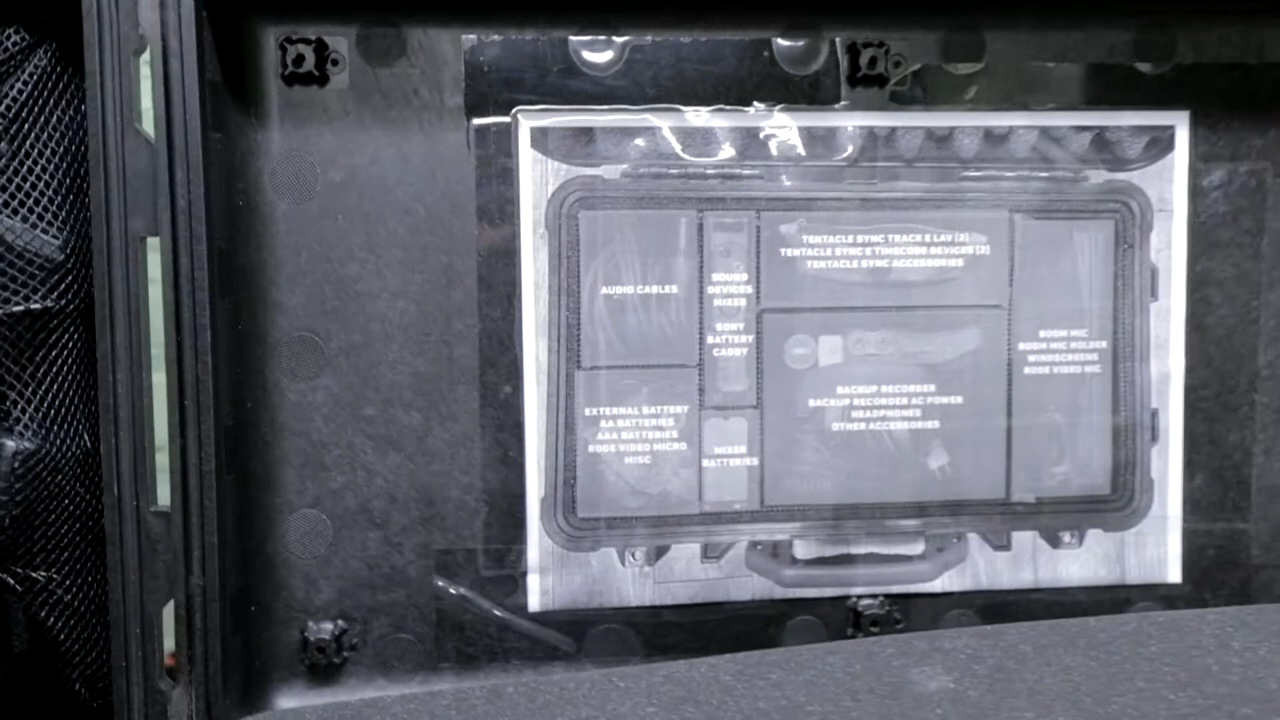 AUDIO CABLES
EXTERNAL BATTERY
AA BATTERIES
AAA BATTERIES
RODE VIDEO MICRO
MISC
SOUND
DEVICES
MIXER
SONY
BATTERY
CADDY
MIXER
BATTERIES
TENTACLE SYNC TRACK E LAV [2]
TENTACLE SYNC E TIMECODE DEVICES [2]
TENTACLE SYNC ACCESSORIES
BACKUP RECORDER
BACKUP RECORDER AC POWER
HEADPHONES
OTHER ACCESSORIES
BOOM MIC
BOOM MIC HOLDER
WINDSCREENS
RODE VIDEO MIC